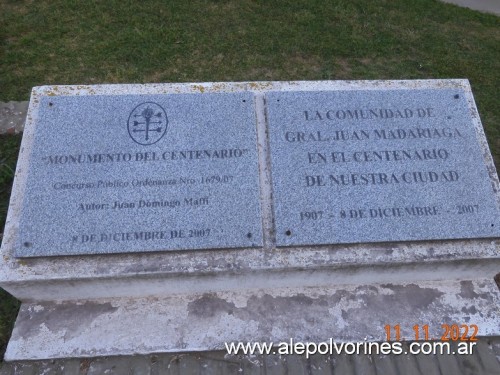 "MONUMENTO DEL CENTENARIO"
Concurso Público Ordenanza Nro 1679/07
Autor: Juan Domingo Maffi
8 DE DICIEMBRE DE 2007
LA COMUNIDAD DE
GRAL. JUAN MADARIAGA
EN EL CENTENARIO
DE NUESTRA CIUDAD
1907 - 8 DE DICIEMBRE - 2007
11 11 2022
www.alepolvorines.com.ar